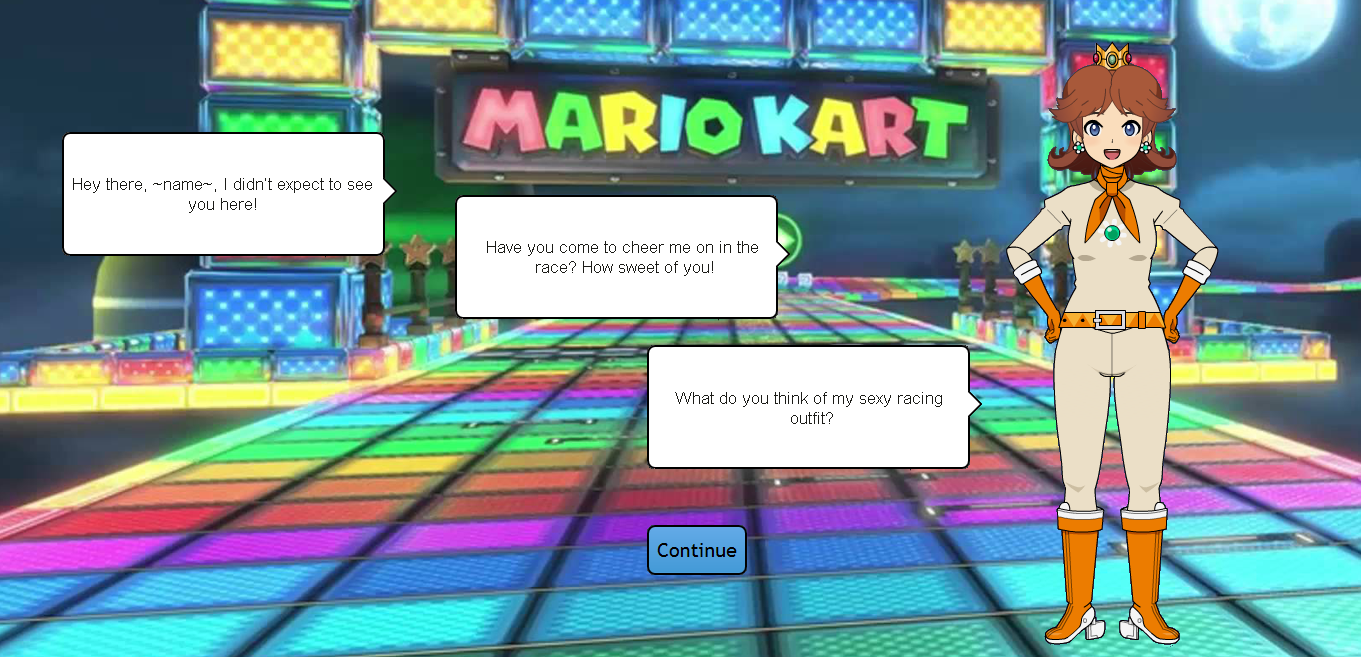 MARIO KART
Hey there, ~name~, I didn't expect to see
you here!
Have you come to cheer me on in the
race? How sweet of you!
What do you think of my sexy racing
outfit?
Continue